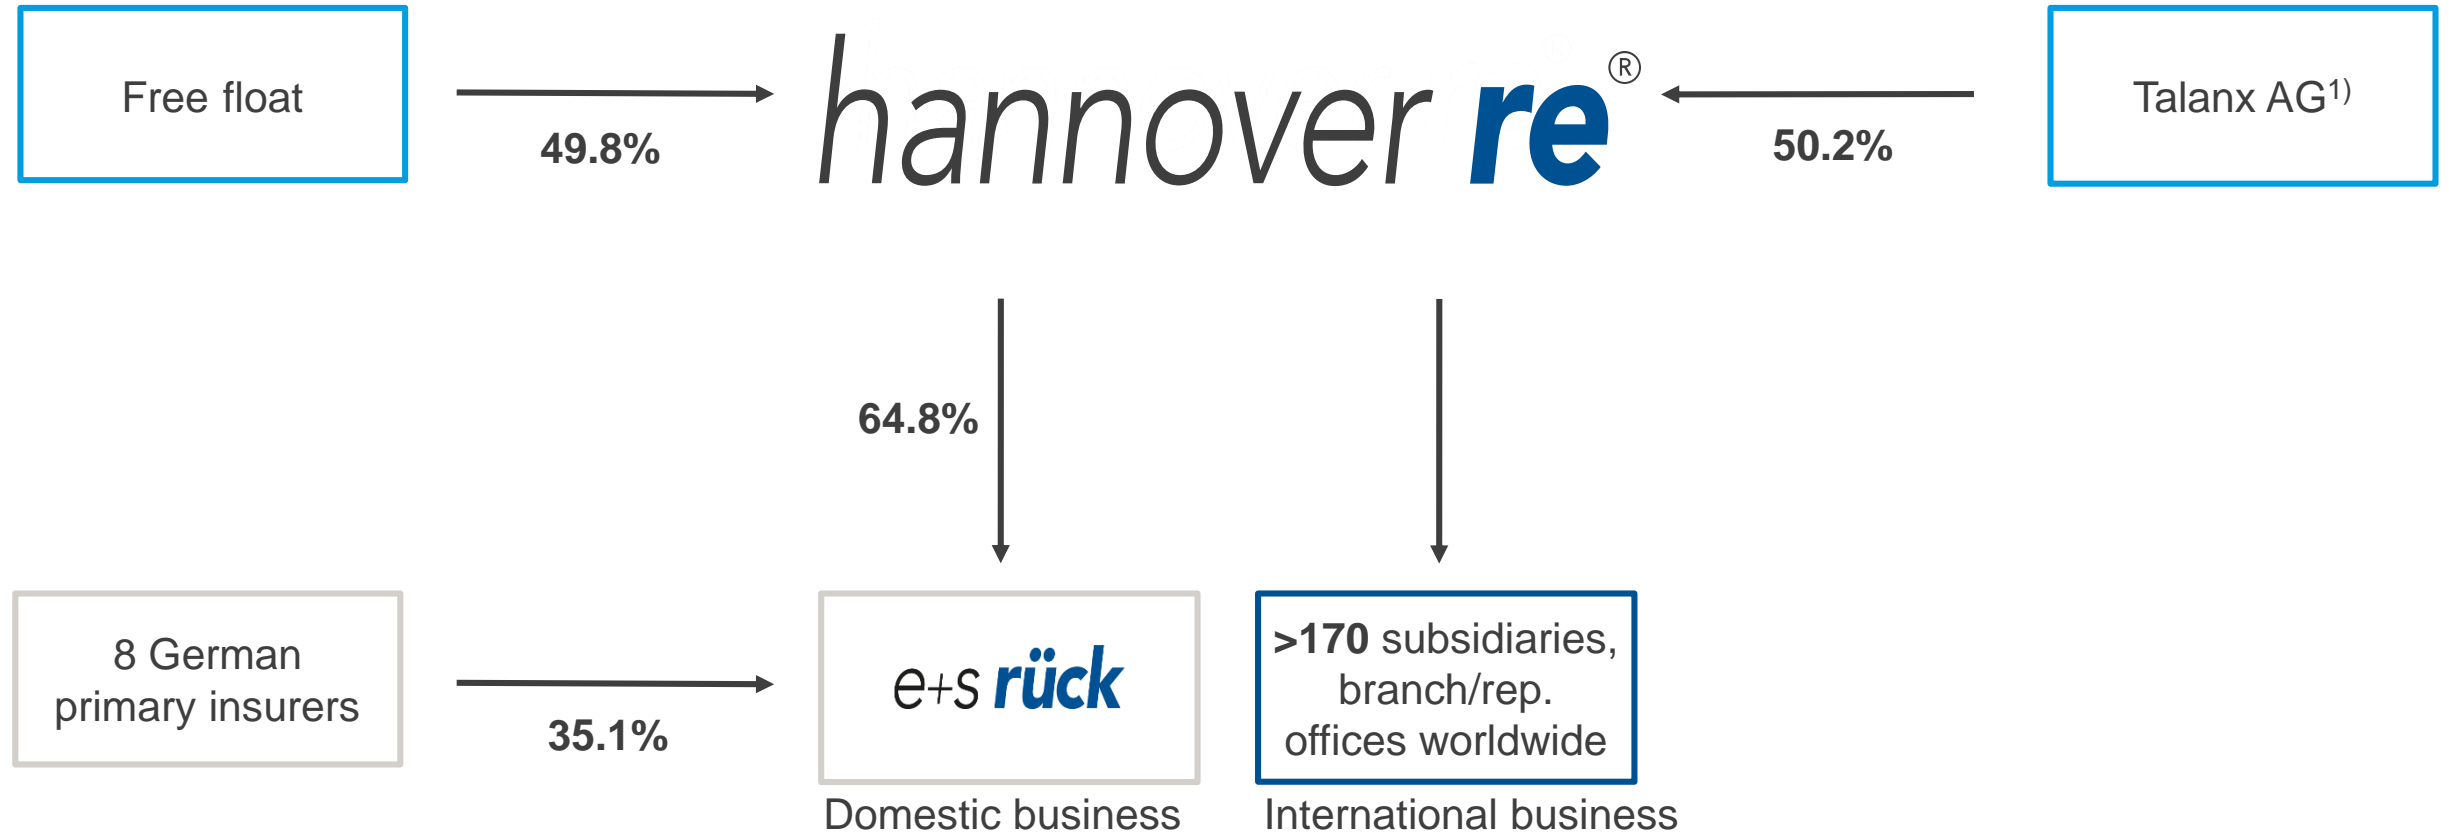 Free float
49.8%
hannover re®
50.2%
Talanx AG1)
64.8%
8 German
primary insurers
35.1%
e+s rück
Domestic business
>170 subsidiaries,
branch/rep.
offices worldwide
International business